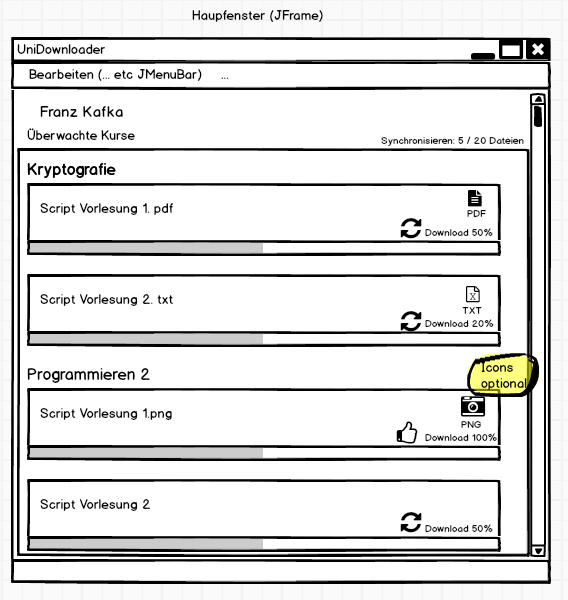 Haupfenster (JFrame)
UniDownloader
Bearbeiten (... etc JMenuBar) ...
Franz Kafka
Überwachte Kurse
Synchronisieren: 5 / 20 Dateien
Kryptografie
Script Vorlesung 1. pdf
PDF
Download 50%
Script Vorlesung 2. txt
X
TXT
Download 20%
Icons
optional
Programmieren 2
Script Vorlesung 1.png
PNG
Download 100%
Script Vorlesung 2
Download 50%